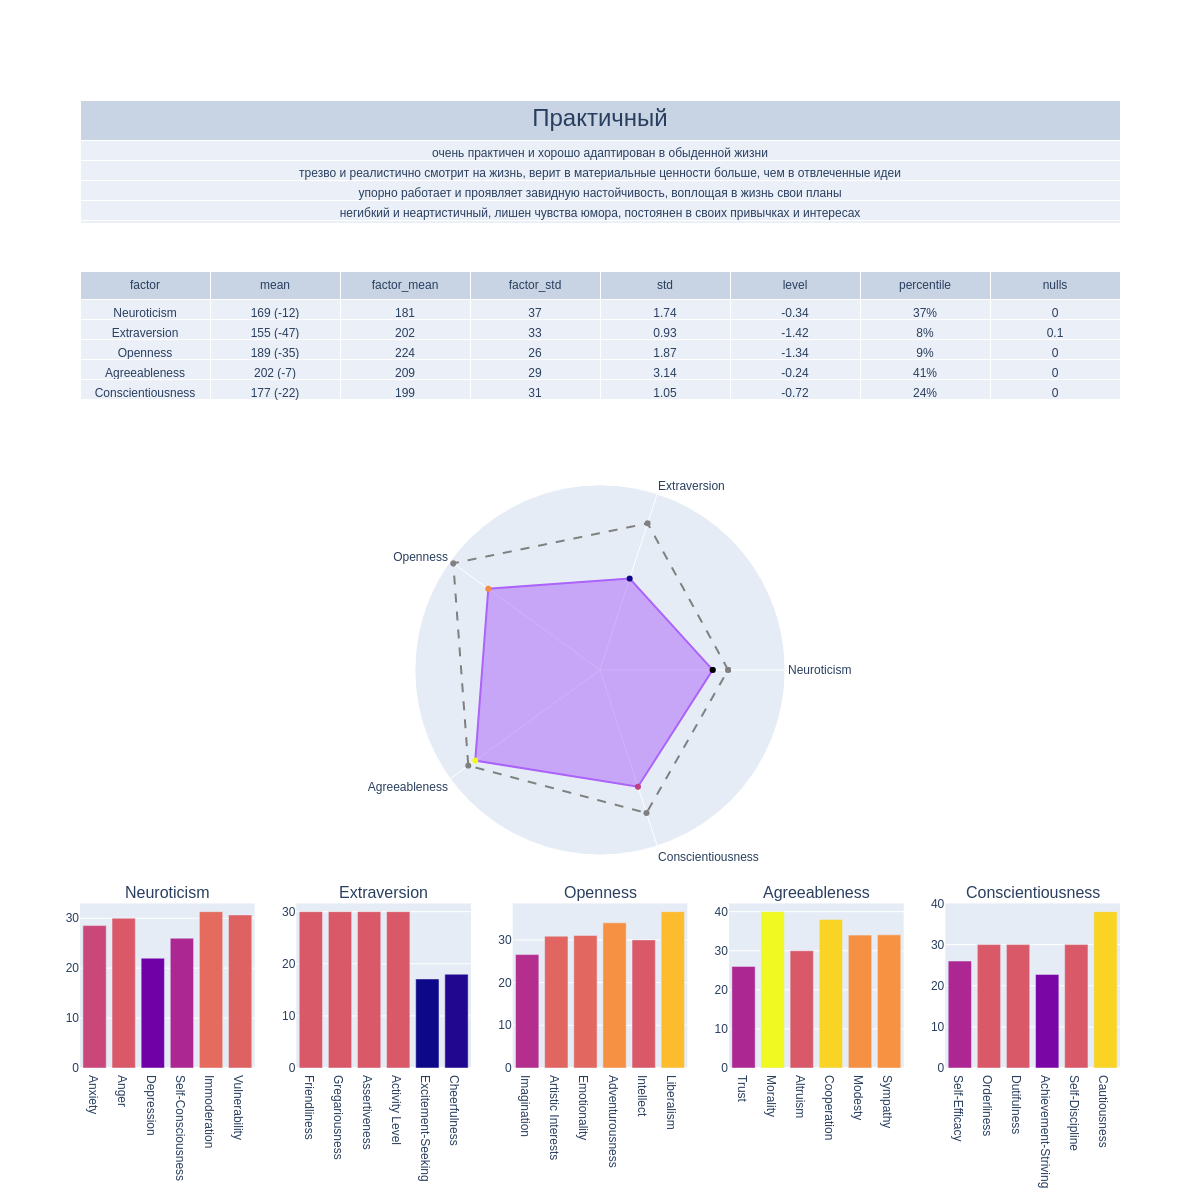 Практичный
очень практичен и хорошо адаптирован в обыденной жизни
трезво и реалистично смотрит на жизнь, верит в материальные ценности больше, чем в отвлеченные идеи
упорно работает и проявляет завидную настойчивость, воплощая в жизнь свои планы
негибкий и неартистичный, лишен чувства юмора, постоянен в своих привычках и интересах
factor mean factor_mean factor_std std level percentile nulls
Neuroticism 169 (-12) 181 37 1.74 -0.34 37% 0
Extraversion 155 (-47) 202 33 0.93 -1.42 8% 0.1
Openness 189 (-35) 224 26 1.87 -1.34 9% 0
Agreeableness 202 (-7) 209 29 3.14 -0.24 41% 0
Conscientiousness 177 (-22) 199 31 1.05 -0.72 24% 0
Extraversion
Openness
Neuroticism
Agreeableness
Conscientiousness
Neuroticism
30
20
10
0
Anxiety
Anger
Depression
Self-Consciousness
Immoderation
Vulnerability
Extraversion
30
20
10
0
Friendliness
Gregariousness
Assertiveness
Activity Level
Excitement-Seeking
Cheerfulness
Openness
30
20
10
0
Imagination
Artistic Interests
Emotionality
Adventurousness
Intellect
Liberalism
Agreeableness
40
30
20
10
0
Trust
Morality
Altruism
Cooperation
Modesty
Sympathy
Conscientiousness
40
30
20
10
0
Self-Efficacy
Orderliness
Dutifulness
Achievement-Striving
Self-Discipline
Cautiousness